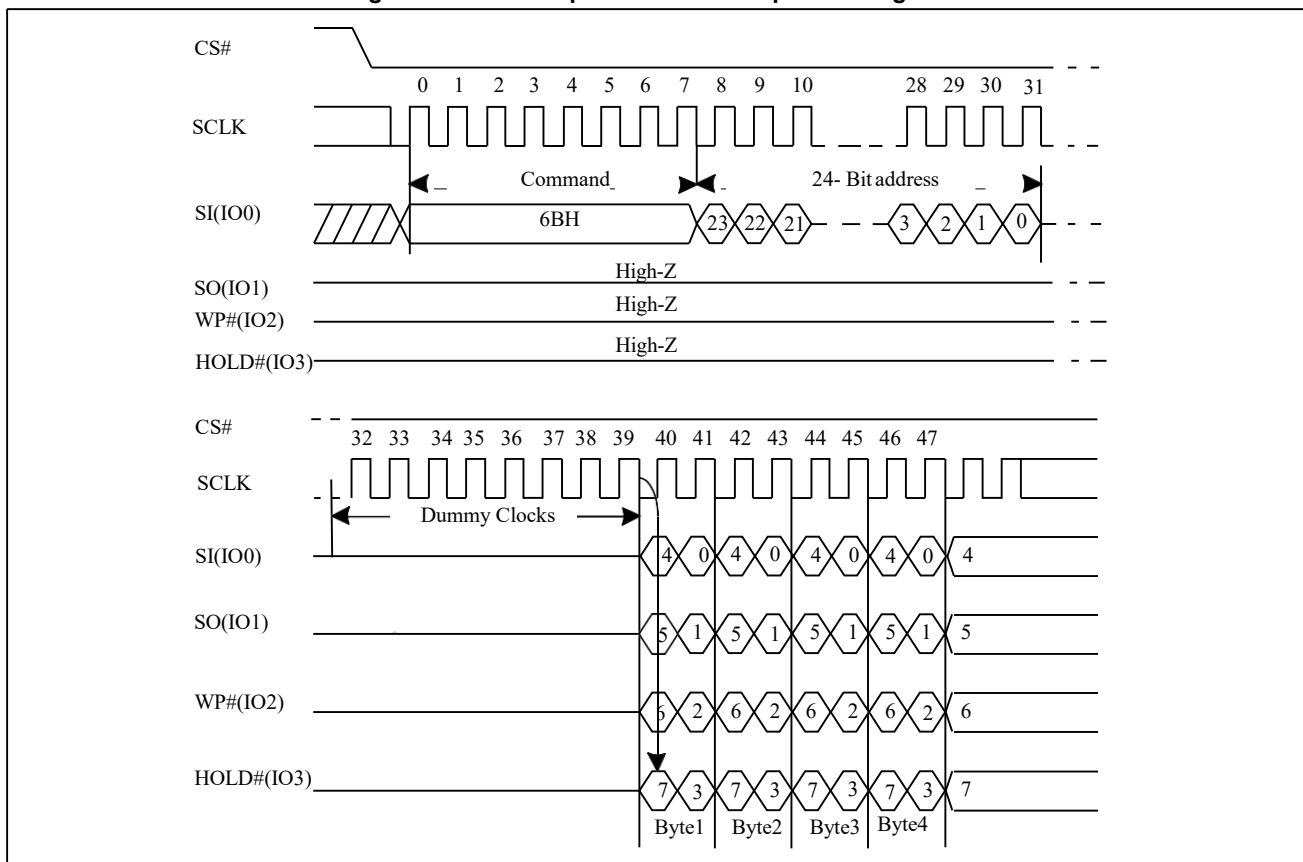 CS#
0 1 2 3 4 5 6 7 8 9 10 28 29 30 31
SCLK
Command 24- Bit address
SI(IO0) 6BH 23 22 21 3 2 1 0
High-Z
SO(IO1)
High-Z
WP#(IO2)
High-Z
HOLD#(IO3)
CS#
32 33 34 35 36 37 38 39 40 41 42 43 44 45 46 47
SCLK
Dummy Clocks
SI(IO0) 4 0 4 0 4 0 4 0 4
SO(IO1) 5 1 5 1 5 1 5 1 5
WP#(IO2) 6 2 6 2 6 2 6 2 6
HOLD#(IO3) 7 3 7 3 7 3 7 3 7
Byte1 Byte2 Byte3 Byte4